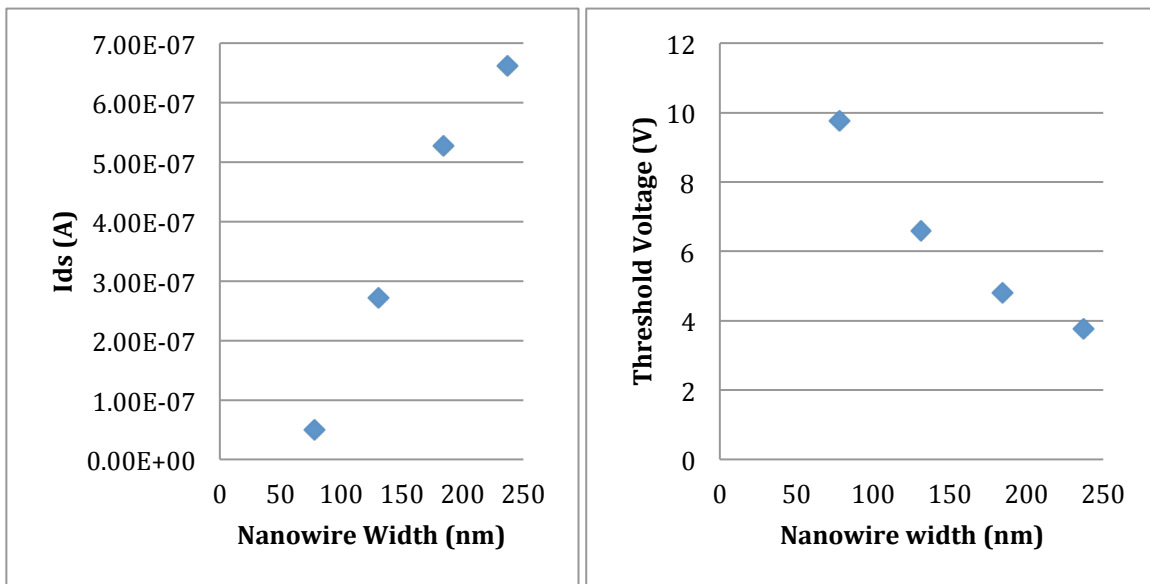 7.00E-07
6.00E-07
5.00E-07
4.00E-07
3.00E-07
2.00E-07
1.00E-07
0.00E+00
Ids (A)
0 50 100 150 200 250
Nanowire Width (nm)
12
10
8
6
4
2
0
Threshold Voltage (V)
0 50 100 150 200 250
Nanowire width (nm)